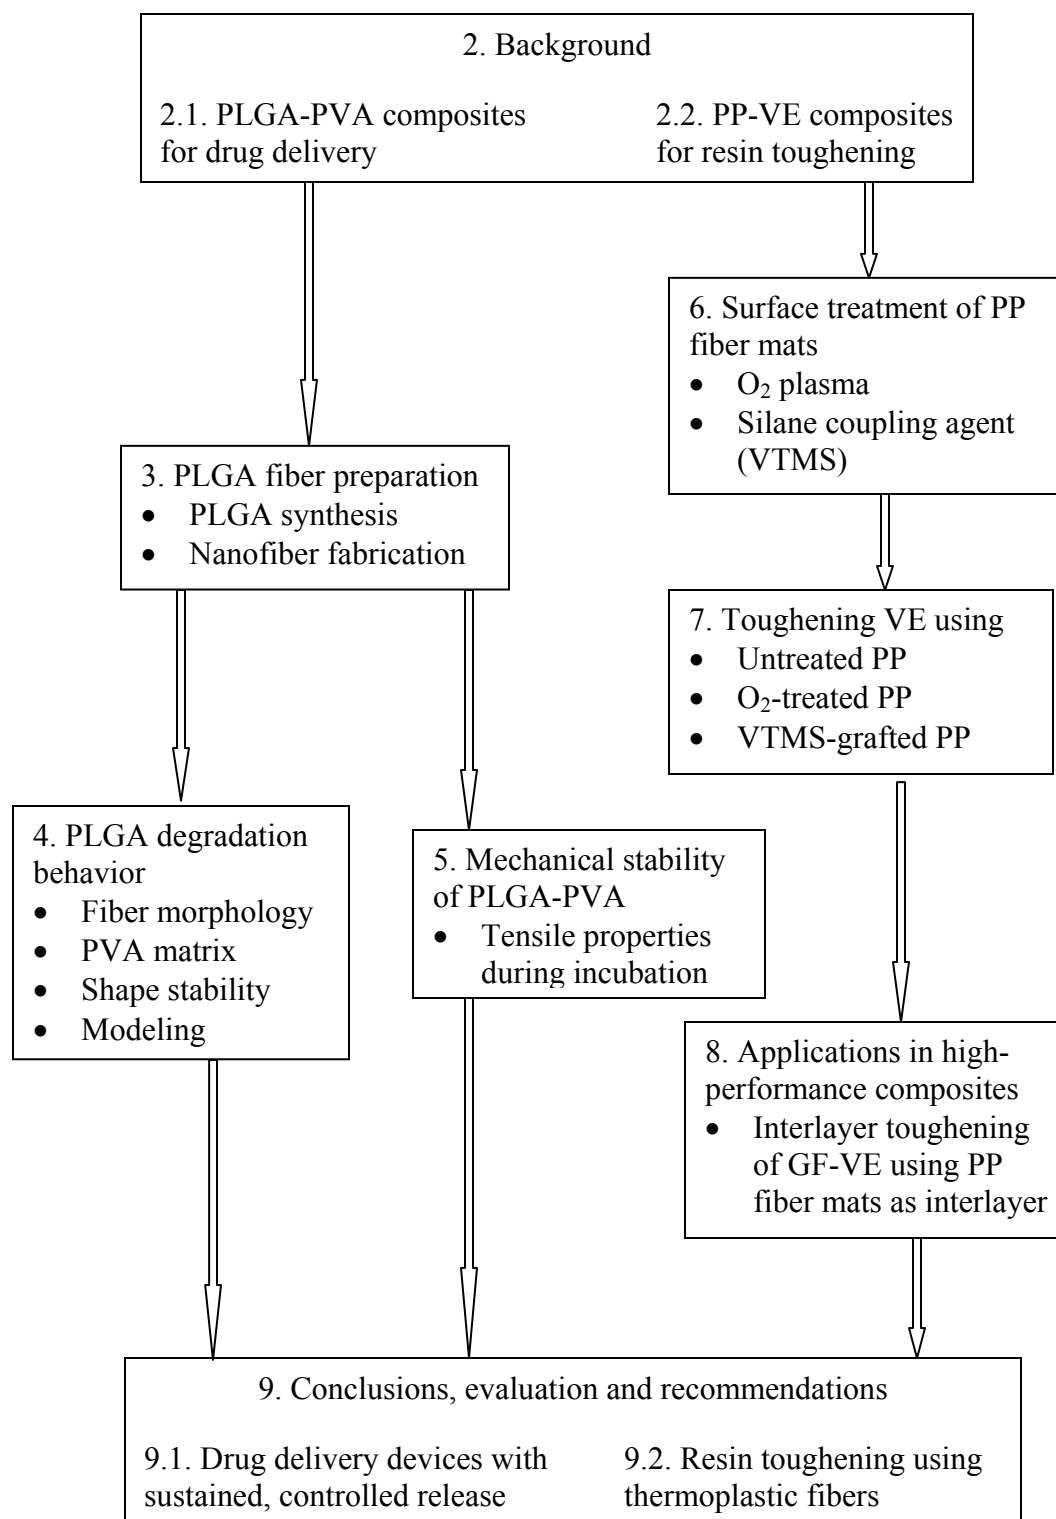 2. Background
2.1. PLGA-PVA composites
for drug delivery
2.2. PP-VE composites
for resin toughening
6. Surface treatment of PP
fiber mats
• O₂ plasma
• Silane coupling agent
(VTMS)
3. PLGA fiber preparation
• PLGA synthesis
• Nanofiber fabrication
7. Toughening VE using
• Untreated PP
• O₂-treated PP
• VTMS-grafted PP
4. PLGA degradation
behavior
• Fiber morphology
• PVA matrix
• Shape stability
• Modeling
5. Mechanical stability
of PLGA-PVA
• Tensile properties
during incubation
8. Applications in high-
performance composites
• Interlayer toughening
of GF-VE using PP
fiber mats as interlayer
9. Conclusions, evaluation and recommendations
9.1. Drug delivery devices with
sustained, controlled release
9.2. Resin toughening using
thermoplastic fibers